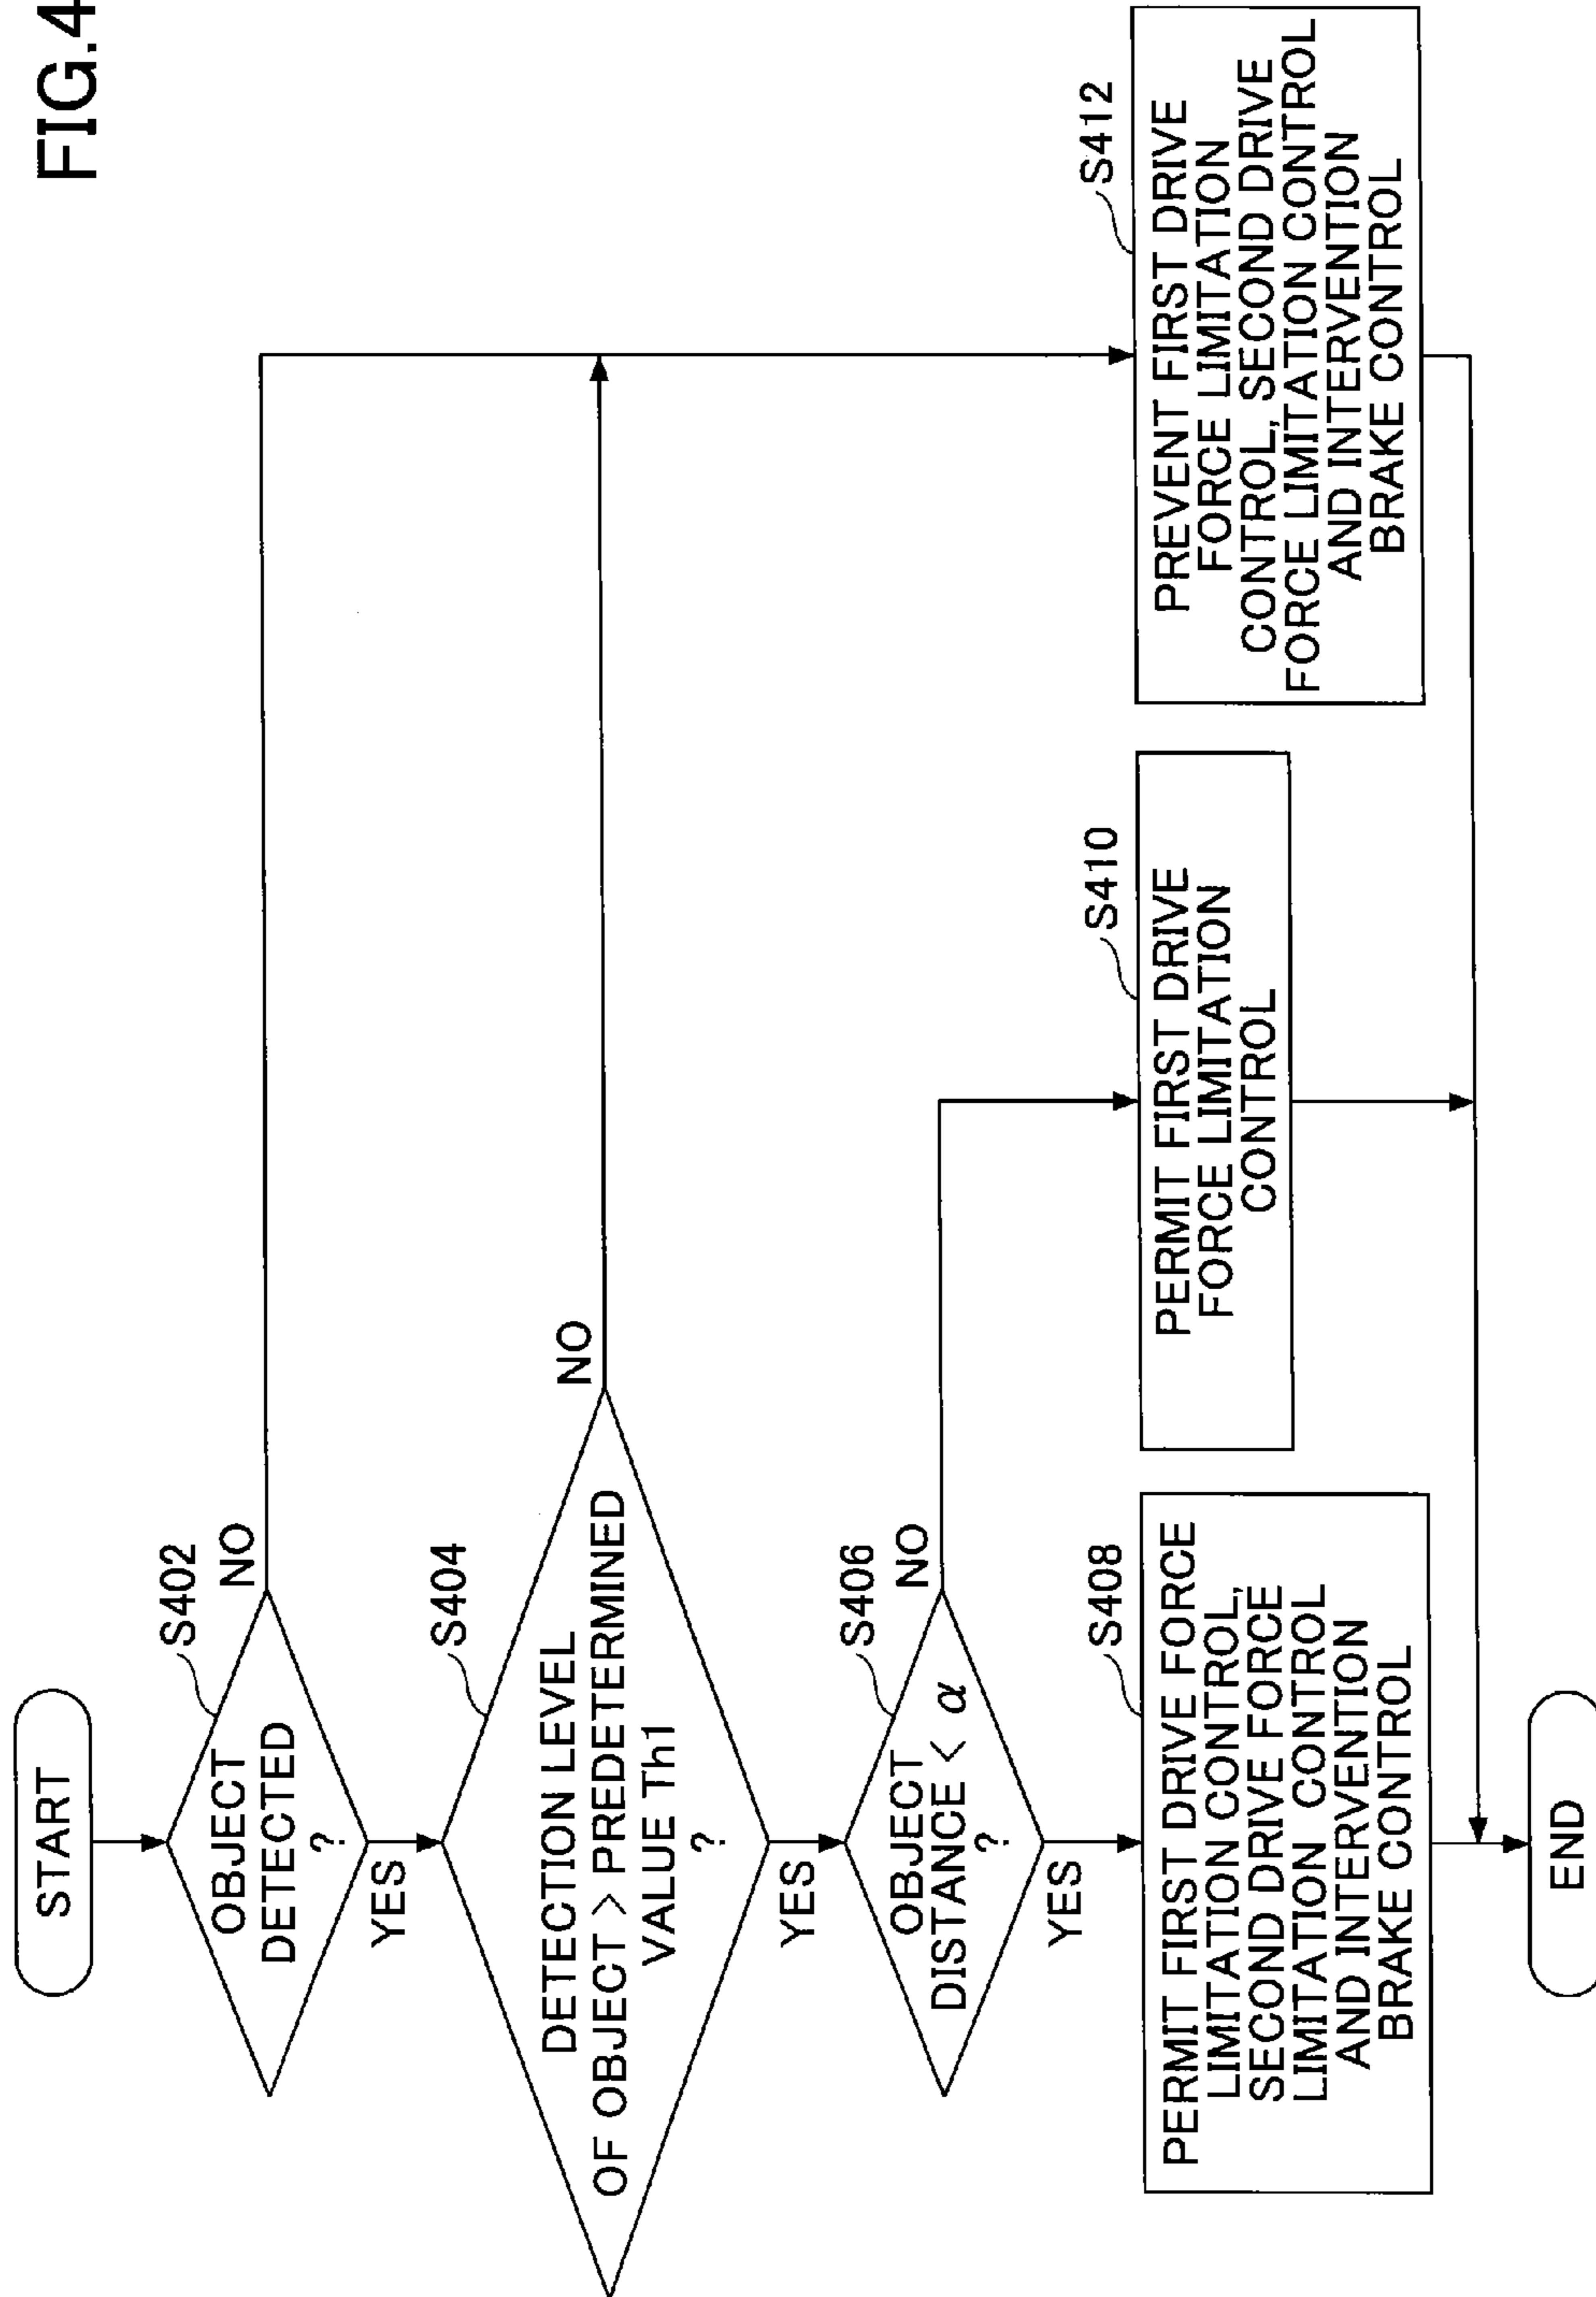 FIG.4
START
S402
OBJECT
DETECTED
?
NO
YES
S404
DETECTION LEVEL
OF OBJECT > PREDETERMINED
VALUE Th1
?
NO
YES
S406
OBJECT
DISTANCE < α
?
NO
YES
S408
PERMIT FIRST DRIVE FORCE
LIMITATION CONTROL,
SECOND DRIVE FORCE
LIMITATION CONTROL
AND INTERVENTION
BRAKE CONTROL
S410
PERMIT FIRST DRIVE
FORCE LIMITATION
CONTROL
S412
PREVENT FIRST DRIVE
FORCE LIMITATION
CONTROL, SECOND DRIVE
FORCE LIMITATION CONTROL
AND INTERVENTION
BRAKE CONTROL
END